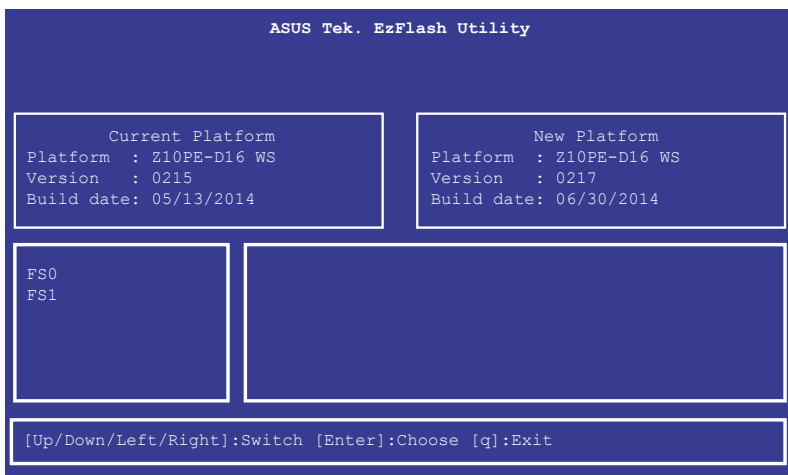 ASUS Tek. EzFlash Utility
Current Platform
Platform : Z10PE-D16 WS
Version : 0215
Build date: 05/13/2014
New Platform
Platform : Z10PE-D16 WS
Version : 0217
Build date: 06/30/2014
FS0
FS1
[Up/Down/Left/Right]:Switch [Enter]:Choose [q]:Exit